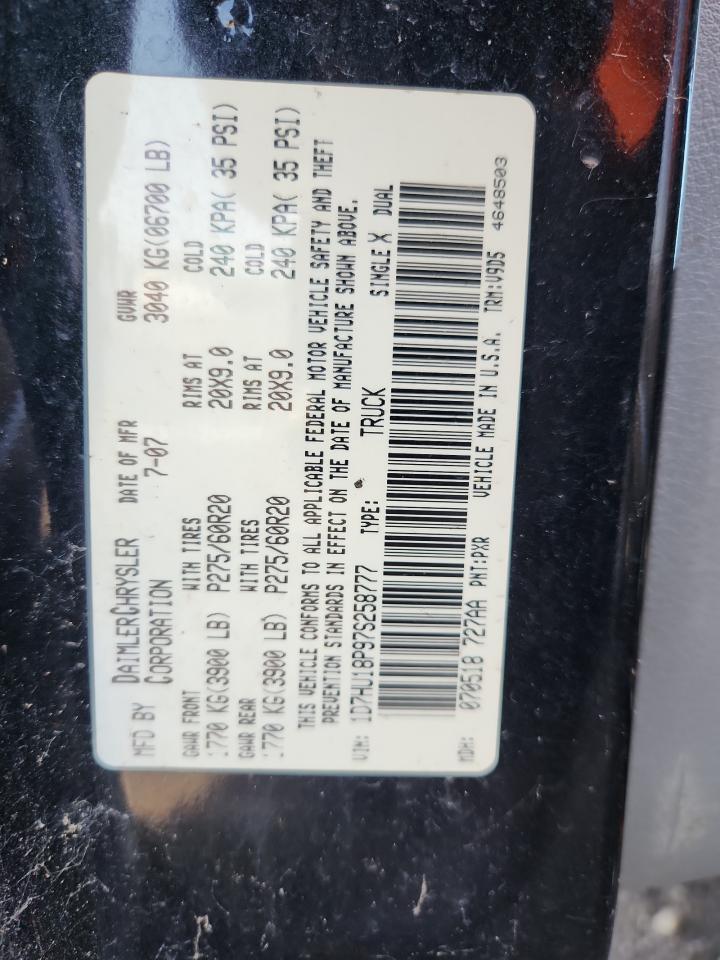 MFD BY DAIMLERCHRYSLER CORPORATION DATE OF MFR 7-07 GVWR 3040 KG(06700 LB)
GAWR FRONT WITH TIRES RIMS AT COLD
1770 KG(3900 LB) P275/60R20 20X9.0 240 KPA( 35 PSI)
GAWR REAR WITH TIRES RIMS AT COLD
1770 KG(3900 LB) P275/60R20 20X9.0 240 KPA( 35 PSI)
THIS VEHICLE CONFORMS TO ALL APPLICABLE FEDERAL MOTOR VEHICLE SAFETY AND THEFT
PREVENTION STANDARDS IN EFFECT ON THE DATE OF MANUFACTURE SHOWN ABOVE.
VIN: 1D7HU18P97S258777 TYPE: TRUCK SINGLE X DUAL
MDH: 070518 727AA PNT:PXR VEHICLE MADE IN U.S.A. TRM:V9D5 4648503